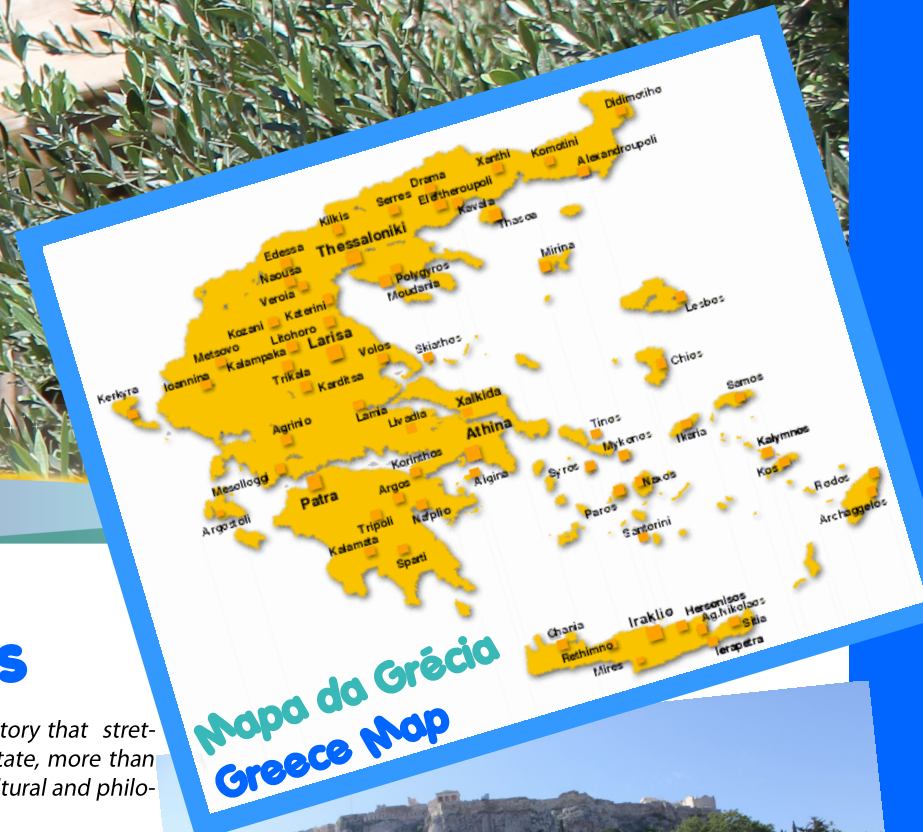 Didimotiho
Komotini
Alexandroupoli
Xanthi
Drama
Eleftheroupoli
Serres
Kavala
Thasos
Kilkis
Thessaloniki
Edessa
Naousa
Veroia
Polygyros
Moudania
Mirina
Katerini
Kozani
Litohoro
Larisa
Metsovo
Kalampaka
Volos
Skiathos
Lesbos
Ioannina
Trikala
Karditsa
Chios
Kerkyra
Samos
Xalkida
Lamia
Livadia
Agrinio
Athina
Tinos
Mykonos
Ikaria
Kalymnos
Korinthos
Mesologgi
Patra
Argos
Aigina
Syros
Naxos
Kos
Rodos
Argostoli
Tripoli
Naplio
Paros
Archaggelos
Kalamata
Sparti
Santorini
Chania
Iraklio
Hersonisos
Ag.Nikolaos
Sitia
Rethimno
Ierapetra
Mires
Mapa da Grécia
Greece Map
s
tory that stret-
tate, more than
ltural and philo-